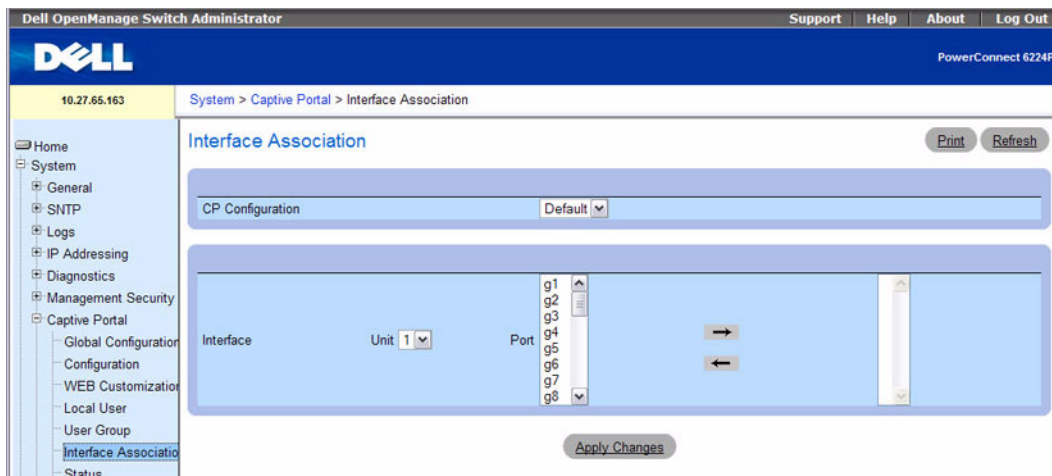 Dell OpenManage Switch Administrator
Support Help About Log Out
DELL
PowerConnect 6224P
10.27.65.163
System > Captive Portal > Interface Association
Home
System
General
SNTP
Logs
IP Addressing
Diagnostics
Management Security
Captive Portal
Global Configuration
Configuration
WEB Customization
Local User
User Group
Interface Associatio
Status
Interface Association
Print
Refresh
CP Configuration
Default
Interface
Unit 1
Port
g1
g2
g3
g4
g5
g6
g7
g8
Apply Changes